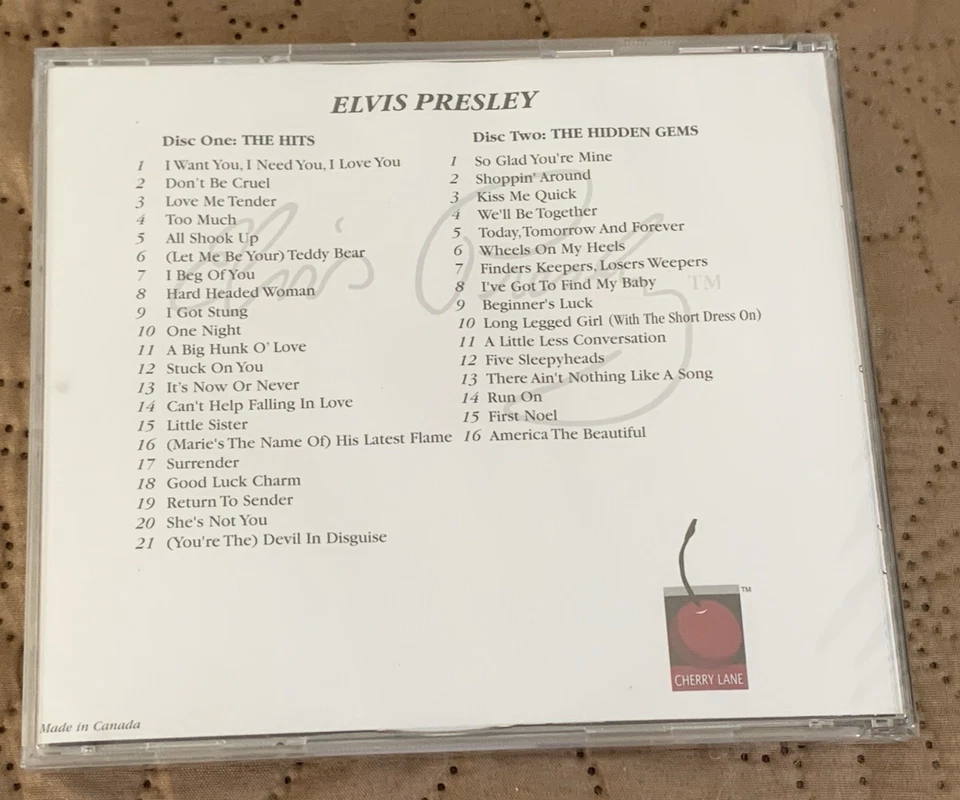 ELVIS PRESLEY
Disc One: THE HITS
1 I Want You, I Need You, I Love You
2 Don't Be Cruel
3 Love Me Tender
4 Too Much
5 All Shook Up
6 (Let Me Be Your) Teddy Bear
7 I Beg Of You
8 Hard Headed Woman
9 I Got Stung
10 One Night
11 A Big Hunk O' Love
12 Stuck On You
13 It's Now Or Never
14 Can't Help Falling In Love
15 Little Sister
16 (Marie's The Name Of) His Latest Flame
17 Surrender
18 Good Luck Charm
19 Return To Sender
20 She's Not You
21 (You're The) Devil In Disguise
Disc Two: THE HIDDEN GEMS
1 So Glad You're Mine
2 Shoppin' Around
3 Kiss Me Quick
4 We'll Be Together
5 Today, Tomorrow And Forever
6 Wheels On My Heels
7 Finders Keepers, Losers Weepers
8 I've Got To Find My Baby
9 Beginner's Luck
10 Long Legged Girl (With The Short Dress On)
11 A Little Less Conversation
12 Five Sleepyheads
13 There Ain't Nothing Like A Song
14 Run On
15 First Noel
16 America The Beautiful
Elvis Presley TM
TM
CHERRY LANE
Made in Canada